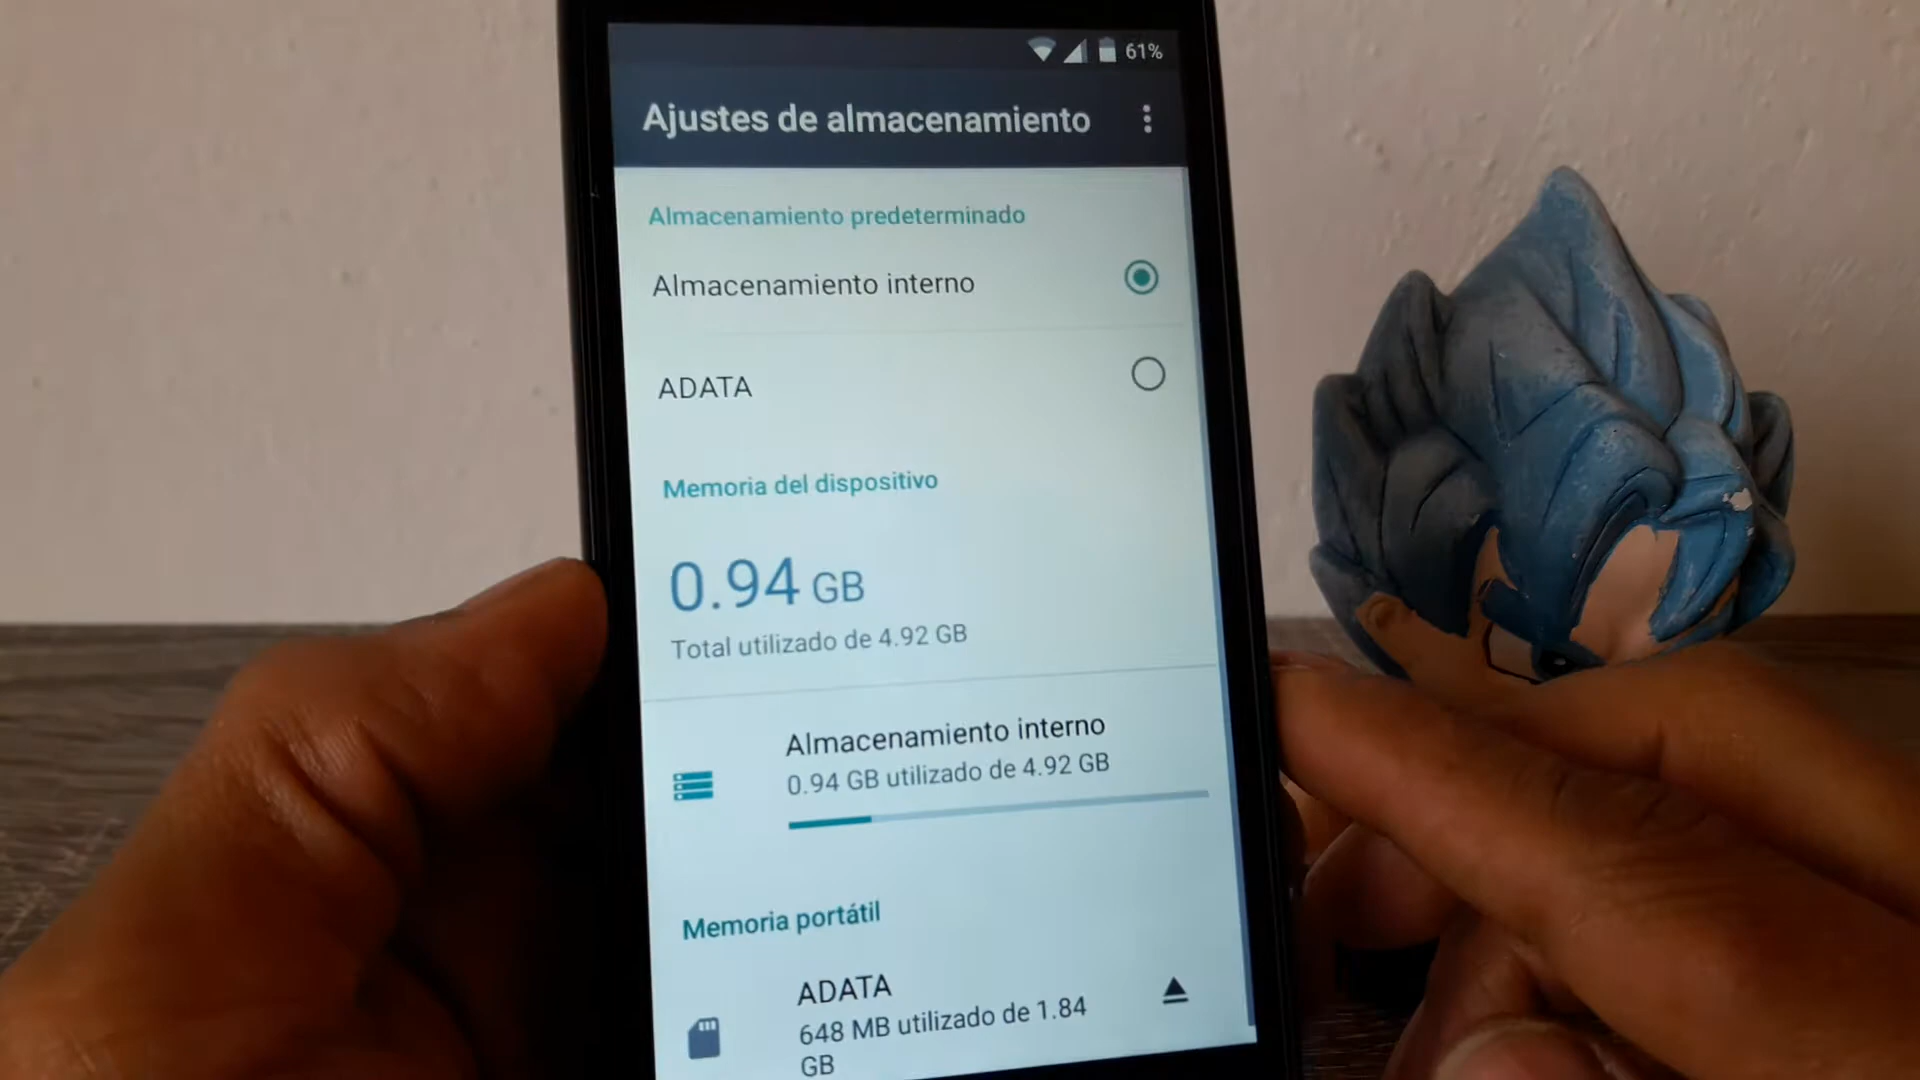 61%
Ajustes de almacenamiento
Almacenamiento predeterminado
Almacenamiento interno
ADATA
Memoria del dispositivo
0.94 GB
Total utilizado de 4.92 GB
Almacenamiento interno
0.94 GB utilizado de 4.92 GB
Memoria portátil
ADATA
648 MB utilizado de 1.84
GB